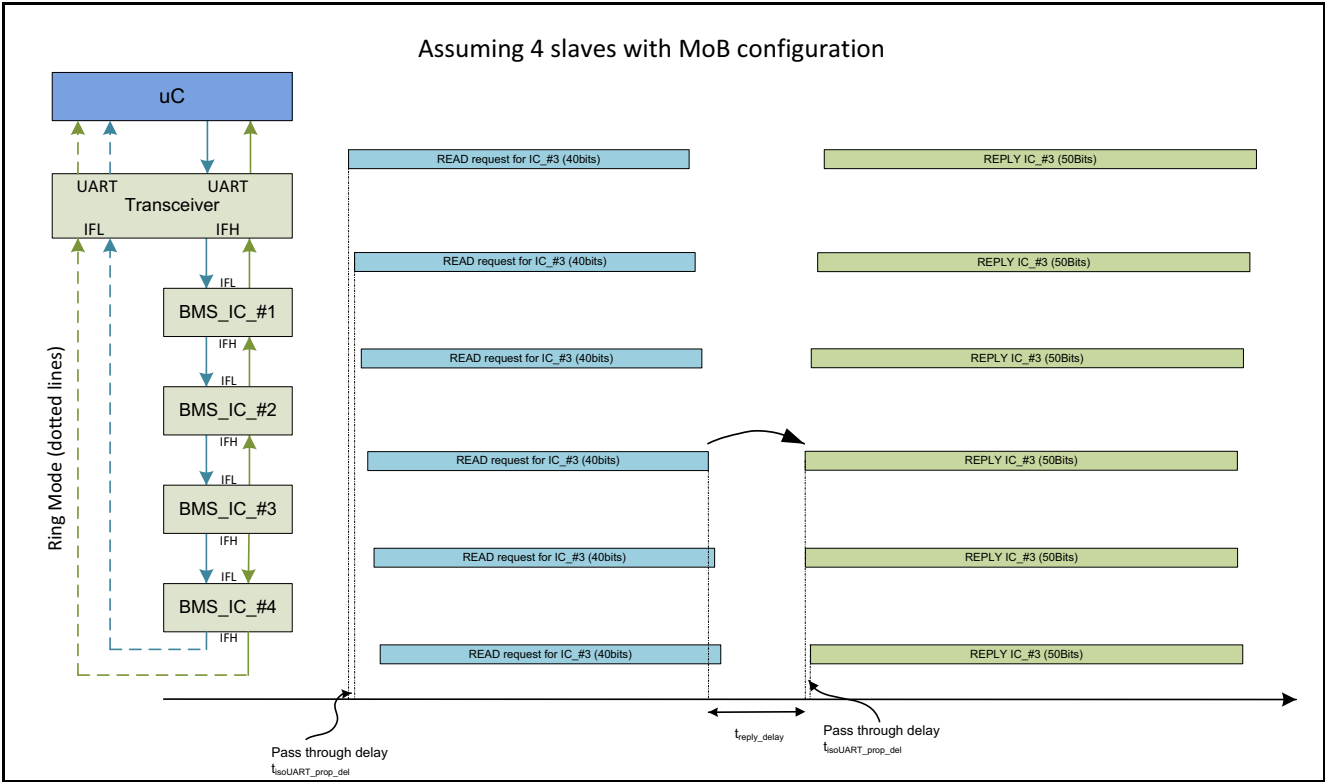 Assuming 4 slaves with MoB configuration
uC
READ request for IC_#3 (40bits)
REPLY IC_#3 (50Bits)
UART
UART
Transceiver
IFL
IFH
READ request for IC_#3 (40bits)
REPLY IC_#3 (50Bits)
IFL
BMS_IC_#1
IFH
READ request for IC_#3 (40bits)
REPLY IC_#3 (50Bits)
IFL
BMS_IC_#2
IFH
READ request for IC_#3 (40bits)
REPLY IC_#3 (50Bits)
IFL
BMS_IC_#3
IFH
READ request for IC_#3 (40bits)
REPLY IC_#3 (50Bits)
IFL
BMS_IC_#4
IFH
READ request for IC_#3 (40bits)
REPLY IC_#3 (50Bits)
Ring Mode (dotted lines)
Pass through delay
tisoUART_prop_del
treply_delay
Pass through delay
tisoUART_prop_del